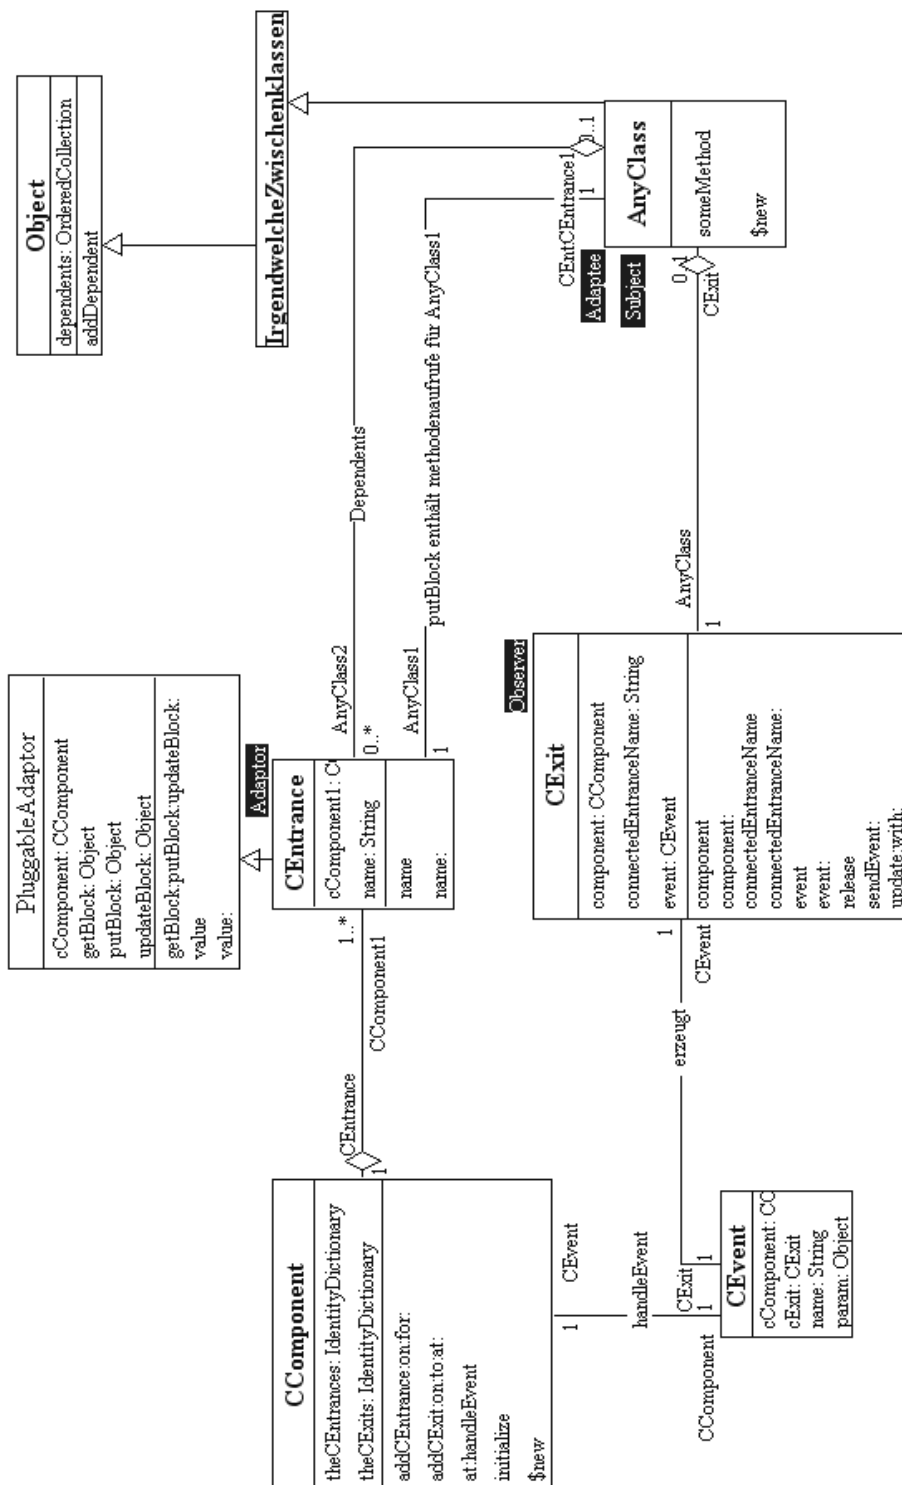 Object
dependents: OrderedCollection
addDependent
IrgendwelcheZwischenklassen
PluggableAdaptor
cComponent: CComponent
getBlock: Object
putBlock: Object
updateBlock: Object
getBlock:putBlock:updateBlock:
value
value:
Adaptor
CEntrance
cComponent1: C
name: String
name
name:
AnyClass2
0..*
Dependents
AnyClass1
1
putBlock enthält methodenaufrufe für AnyClass1
CEntCEntrance1
0..1
1
Adaptee
Subject
AnyClass
someMethod
$new
0..1
CExit
AnyClass
1
Observer
CExit
component: CComponent
connectedEntranceName: String
event: CEvent
component
component:
connectedEntranceName
connectedEntranceName:
event
event:
release
sendEvent:
update:with:
1..*
CComponent1
CEntrance
1
CComponent
theCEntrances: IdentityDictionary
theCExits: IdentityDictionary
addCEntrance:on:for:
addCExit:on:to:at:
at:handleEvent
initialize
$new
1
CEvent
handleEvent
CComponent
1
CExit
1
erzeugt
1
CEvent
CEvent
cComponent: CC
cExit: CExit
name: String
param: Object